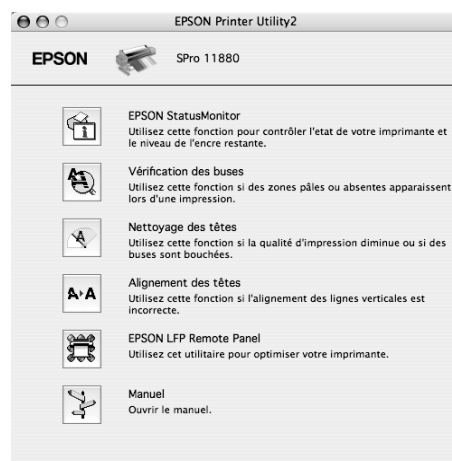 EPSON Printer Utility2
EPSON SPro 11880
EPSON StatusMonitor
Utilisez cette fonction pour contrôler l'etat de votre imprimante et
le niveau de l'encre restante.
Vérification des buses
Utilisez cette fonction si des zones pâles ou absentes apparaissent
lors d'une impression.
Nettoyage des têtes
Utilisez cette fonction si la qualité d'impression diminue ou si des
buses sont bouchées.
Alignement des têtes
Utilisez cette fonction si l'alignement des lignes verticales est
incorrecte.
EPSON LFP Remote Panel
Utilisez cet utilitaire pour optimiser votre imprimante.
Manuel
Ouvrir le manuel.